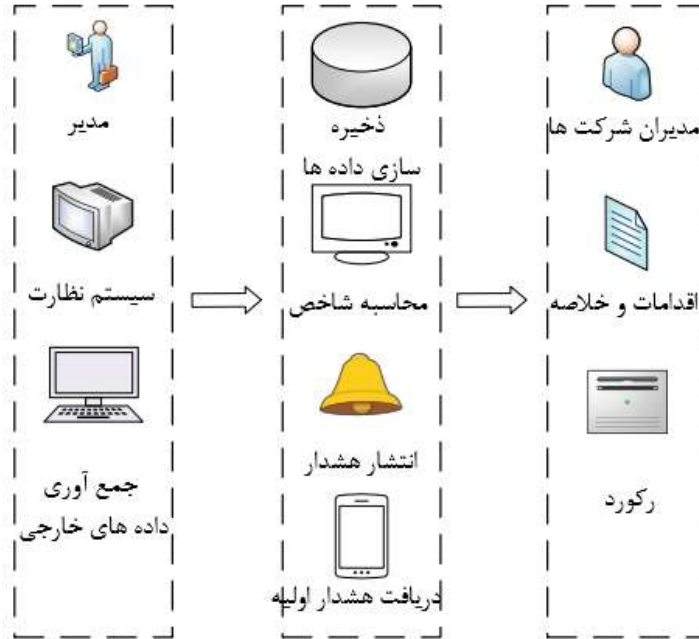 مدیر
سیستم نظارت
جمع آوری
داده های خارجی
ذخیره
سازی داده ها
محاسبه شاخص
انتشار هشدار
دریافت هشدار اولیه
مدیران شرکت ها
اقدامات و خلاصه
رکورد